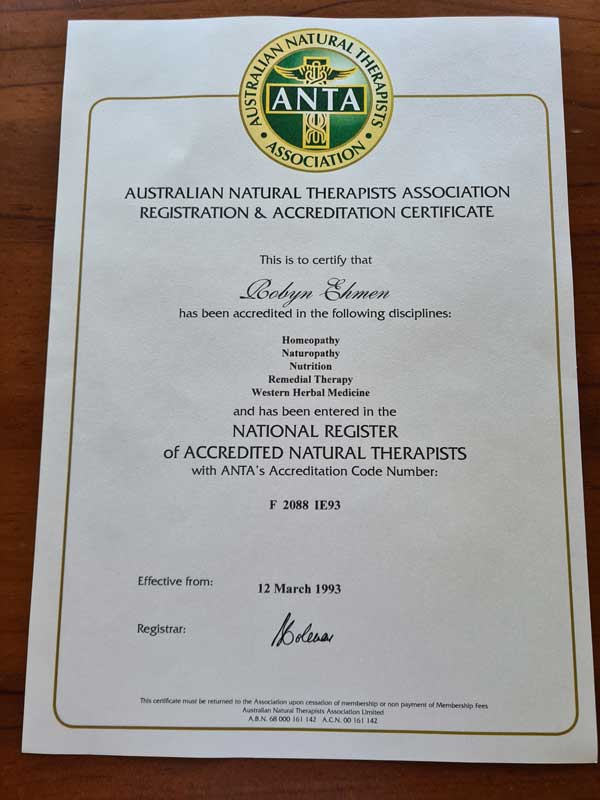 AUSTRALIAN NATURAL THERAPISTS
ANTA
• ASSOCIATION •
AUSTRALIAN NATURAL THERAPISTS ASSOCIATION
REGISTRATION & ACCREDITATION CERTIFICATE
This is to certify that
Robyn Ehmen
has been accredited in the following disciplines:
Homeopathy
Naturopathy
Nutrition
Remedial Therapy
Western Herbal Medicine
and has been entered in the
NATIONAL REGISTER
of ACCREDITED NATURAL THERAPISTS
with ANTA's Accreditation Code Number:
F 2088 IE93
Effective from:
12 March 1993
Registrar:
This certificate must be returned to the Association upon cessation of membership or non payment of Membership Fees
Australian Natural Therapists Association Limited
A.B.N. 68 000 161 142 A.C.N. 00 161 142